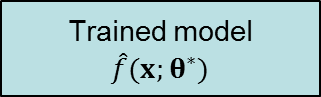 Trained model
f̂(𝐱; 𝛉*)